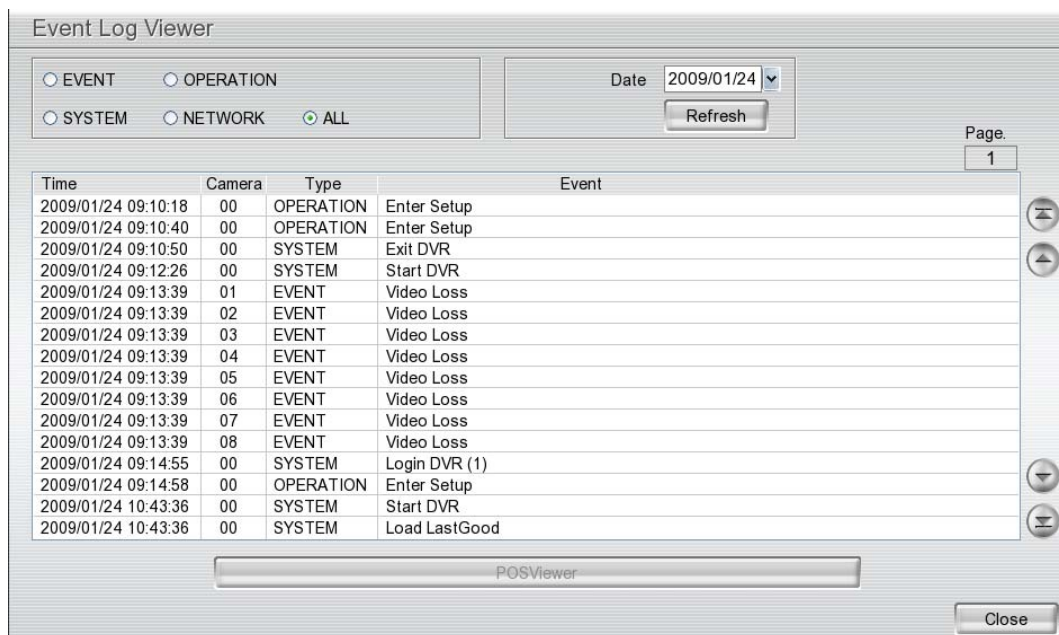 Event Log Viewer
EVENT OPERATION
SYSTEM NETWORK ALL
Date 2009/01/24
Refresh
Page.
1
Time Camera Type Event
2009/01/24 09:10:18 00 OPERATION Enter Setup
2009/01/24 09:10:40 00 OPERATION Enter Setup
2009/01/24 09:10:50 00 SYSTEM Exit DVR
2009/01/24 09:12:26 00 SYSTEM Start DVR
2009/01/24 09:13:39 01 EVENT Video Loss
2009/01/24 09:13:39 02 EVENT Video Loss
2009/01/24 09:13:39 03 EVENT Video Loss
2009/01/24 09:13:39 04 EVENT Video Loss
2009/01/24 09:13:39 05 EVENT Video Loss
2009/01/24 09:13:39 06 EVENT Video Loss
2009/01/24 09:13:39 07 EVENT Video Loss
2009/01/24 09:13:39 08 EVENT Video Loss
2009/01/24 09:14:55 00 SYSTEM Login DVR (1)
2009/01/24 09:14:58 00 OPERATION Enter Setup
2009/01/24 10:43:36 00 SYSTEM Start DVR
2009/01/24 10:43:36 00 SYSTEM Load LastGood
POSViewer
Close